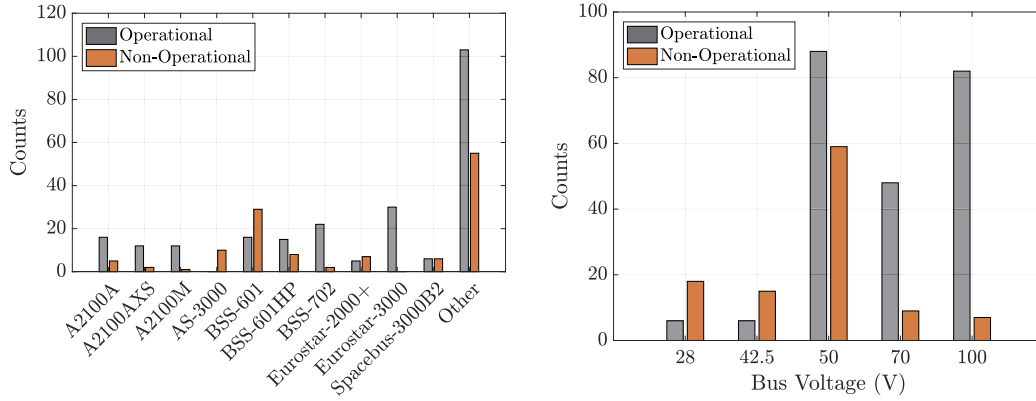 120
100
80
60
40
20
0
Counts
Operational
Non-Operational
A2100A
A2100AXS
A2100M
AS-3000
BSS-601
BSS-601HP
BSS-702
Eurostar-2000+
Eurostar-3000
Spacebus-3000B2
Other
100
80
60
40
20
0
Counts
Operational
Non-Operational
28 42.5 50 70 100
Bus Voltage (V)